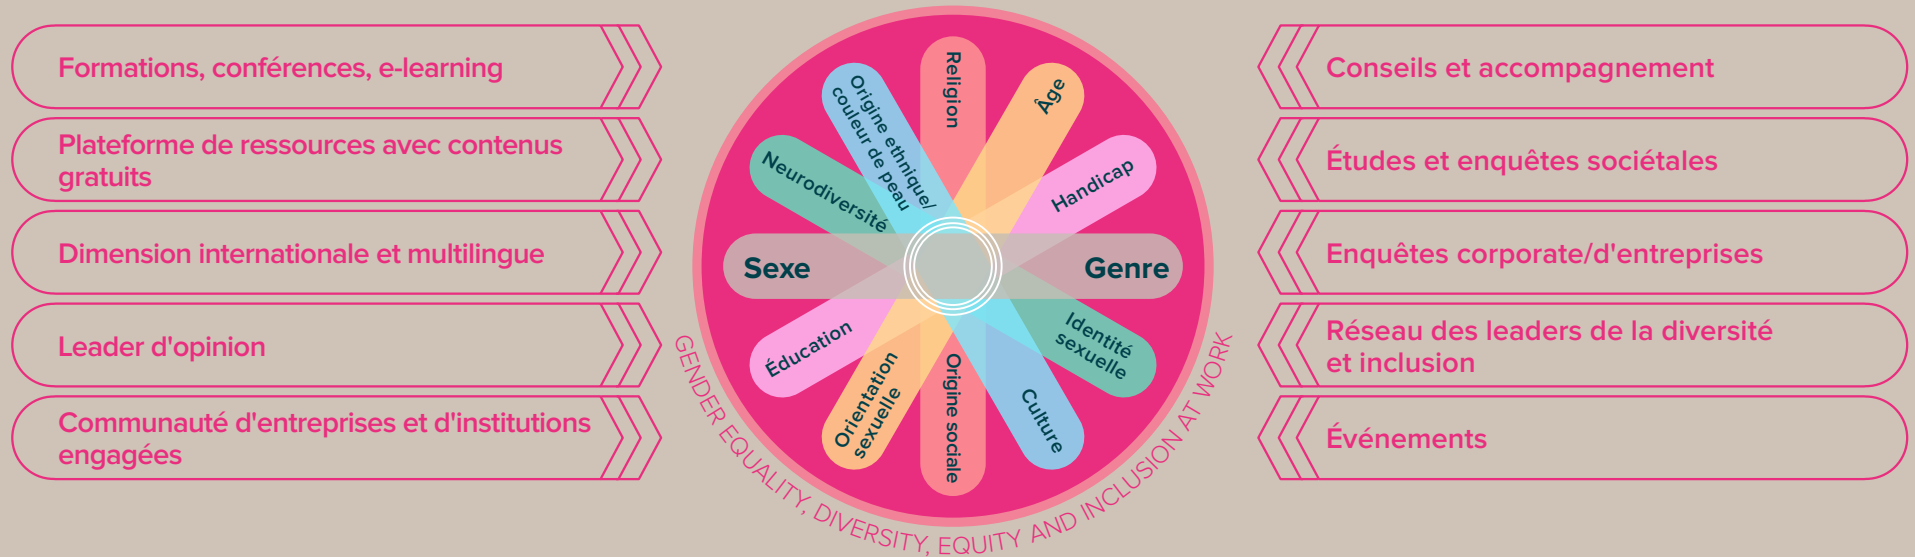 Formations, conférences, e-learning
Plateforme de ressources avec contenus
gratuits
Dimension internationale et multilingue
Leader d'opinion
Communauté d'entreprises et d'institutions
engagées
Religion
Âge
Handicap
Genre
Identité
sexuelle
Culture
Origine sociale
Orientation
sexuelle
Éducation
Sexe
Neurodiversité
Origine ethnique/
couleur de peau
GENDER EQUALITY, DIVERSITY, EQUITY AND INCLUSION AT WORK
Conseils et accompagnement
Études et enquêtes sociétales
Enquêtes corporate/d'entreprises
Réseau des leaders de la diversité
et inclusion
Événements